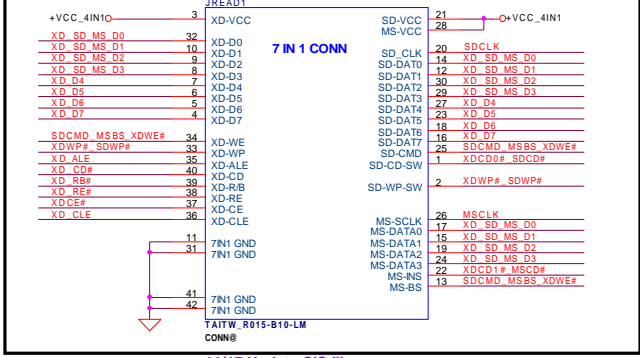 JREAD1
+VCC_4IN1 3 XD-VCC SD-VCC 21 +VCC_4IN1
MS-VCC 28
XD_SD_MS_D0 32 XD-D0 7 IN 1 CONN SD_CLK 20 SDCLK
XD_SD_MS_D1 10 XD-D1 SD-DAT0 14 XD_SD_MS_D0
XD_SD_MS_D2 9 XD-D2 SD-DAT1 12 XD_SD_MS_D1
XD_SD_MS_D3 8 XD-D3 SD-DAT2 30 XD_SD_MS_D2
XD_D4 7 XD-D4 SD-DAT3 29 XD_SD_MS_D3
XD_D5 6 XD-D5 SD-DAT4 27 XD_D4
XD_D6 5 XD-D6 SD-DAT5 23 XD_D5
XD_D7 4 XD-D7 SD-DAT6 18 XD_D6
SD-DAT7 16 XD_D7
SDCMD_MSBS_XDWE# 34 XD-WE SD-CMD 25 SDCMD_MSBS_XDWE#
XDWP#_SDWP# 33 XD-WP SD-CD-SW 1 XDCD0#_SDCD#
XD_ALE 35 XD-ALE
XD_CD# 40 XD-CD
XD_RB# 39 XD-R/B SD-WP-SW 2 XDWP#_SDWP#
XD_RE# 38 XD-RE
XDCE# 37 XD-CE
XD_CLE 36 XD-CLE MS-SCLK 26 MSCLK
MS-DATA0 17 XD_SD_MS_D0
11 7IN1 GND MS-DATA1 15 XD_SD_MS_D1
31 7IN1 GND MS-DATA2 19 XD_SD_MS_D2
MS-DATA3 24 XD_SD_MS_D3
MS-INS 22 XDCD1#_MSCD#
MS-BS 13 SDCMD_MSBS_XDWE#
41 7IN1 GND
42 7IN1 GND
TAITW_R015-B10-LM
CONN@